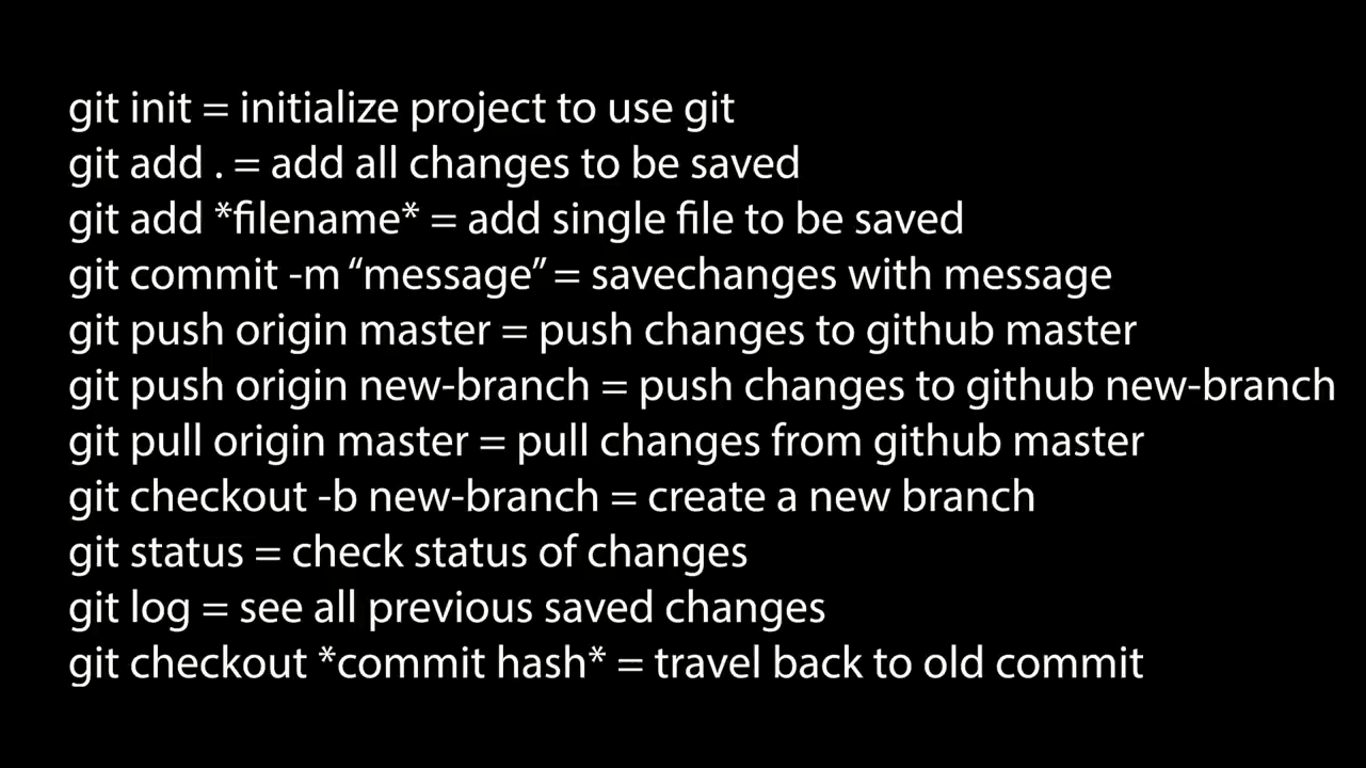 git init = initialize project to use git
git add . = add all changes to be saved
git add *filename* = add single file to be saved
git commit -m “message” = savechanges with message
git push origin master = push changes to github master
git push origin new-branch = push changes to github new-branch
git pull origin master = pull changes from github master
git checkout -b new-branch = create a new branch
git status = check status of changes
git log = see all previous saved changes
git checkout *commit hash* = travel back to old commit